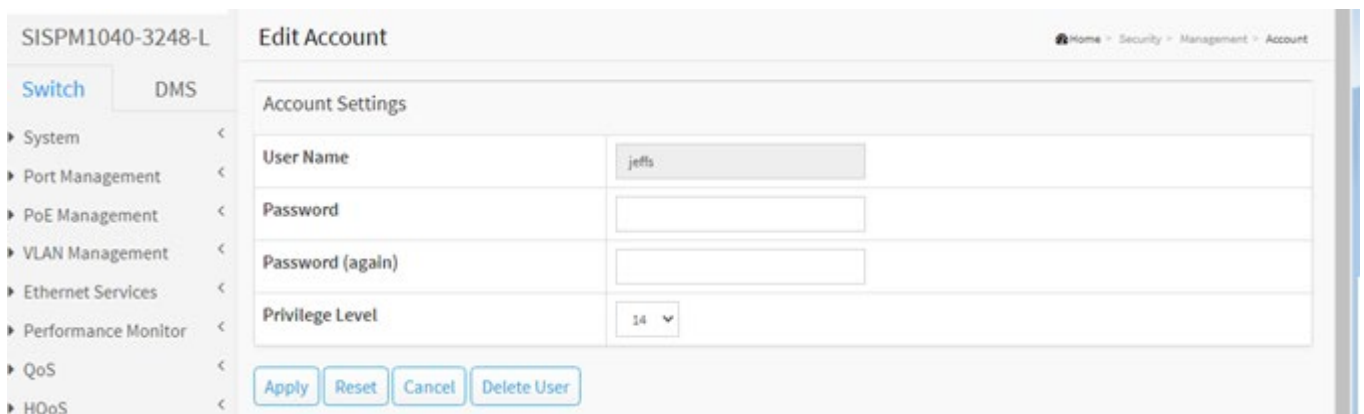 SISPM1040-3248-L
Edit Account
Home > Security > Management > Account
Switch DMS
Account Settings
System
User Name jeffs
Port Management
PoE Management
Password
VLAN Management
Password (again)
Ethernet Services
Performance Monitor
Privilege Level 14
QoS
Apply Reset Cancel Delete User
HQoS